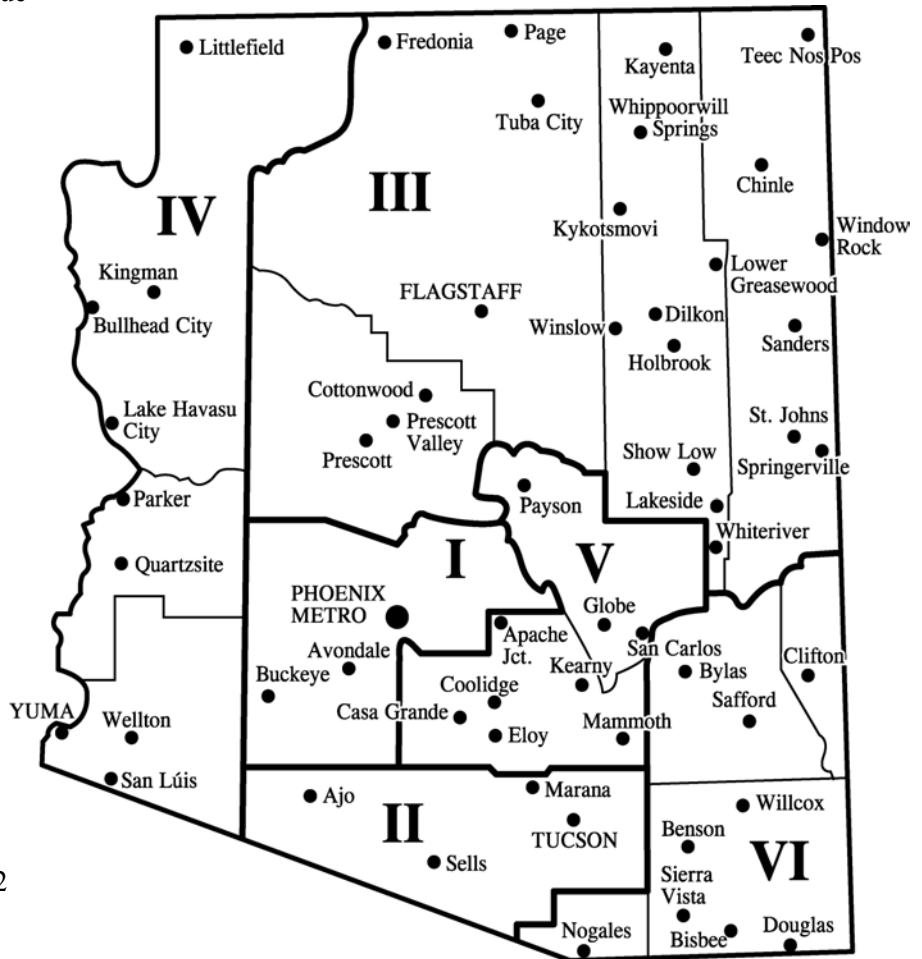 Littlefield
Fredonia
Page
Kayenta
Teec Nos Pos
Tuba City
Whippoorwill
Springs
Chinle
IV
III
Kykotsmovi
Window
Rock
Kingman
Bullhead City
FLAGSTAFF
Lower
Greasewood
Winslow
Dilkon
Holbrook
Sanders
Lake Havasu
City
Cottonwood
Prescott
Valley
Prescott
Show Low
St. Johns
Springerville
Parker
Payson
Lakeside
Whiteriver
Quartzsite
I
V
PHOENIX
METRO
Globe
Apache
Jct.
San Carlos
Avondale
Buckeye
Kearny
Bylas
Clifton
Coolidge
Safford
Casa Grande
YUMA
Wellton
Eloy
Mammoth
San Lúis
Ajo
Marana
Willcox
II
TUCSON
Benson
VI
Sells
Sierra
Vista
2
Nogales
Bisbee
Douglas